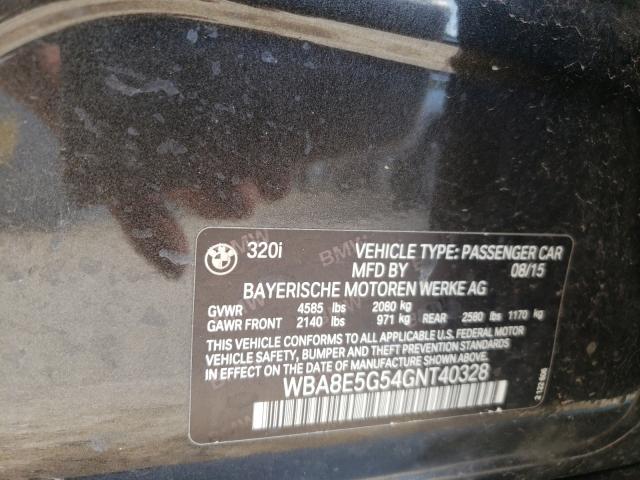 320i VEHICLE TYPE: PASSENGER CAR
MFD BY 08/15
BAYERISCHE MOTOREN WERKE AG
GVWR 4585 lbs 2080 kg
GAWR FRONT 2140 lbs 971 kg REAR 2580 lbs 1170 kg
THIS VEHICLE CONFORMS TO ALL APPLICABLE U.S. FEDERAL MOTOR
VEHICLE SAFETY, BUMPER AND THEFT PREVENTION STANDARDS
IN EFFECT ON THE DATE OF MANUFACTURE SHOWN ABOVE.
WBA8E5G54GNT40328